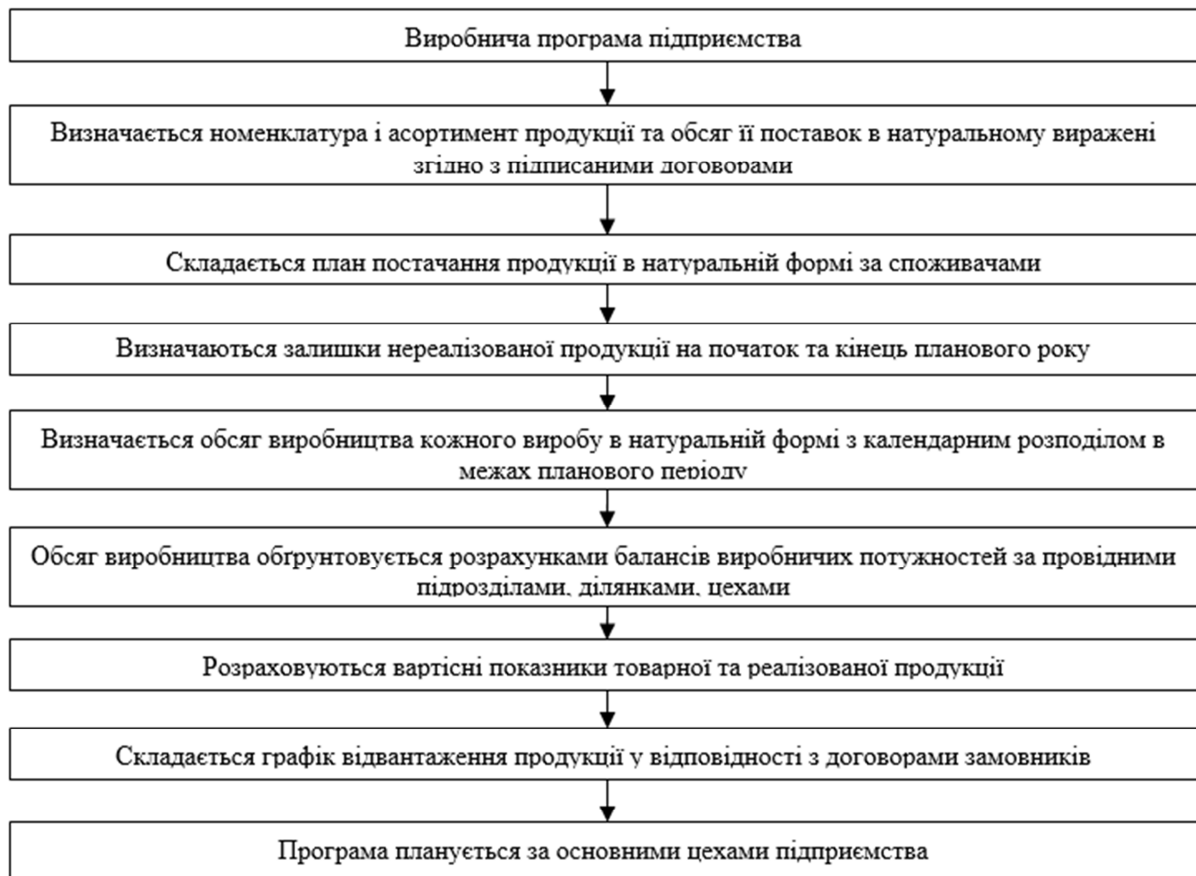 Виробнича програма підприємства
Визначається номенклатура і асортимент продукції та обсяг її поставок в натуральному виражені
згідно з підписаними договорами
Складається план постачання продукції в натуральній формі за споживачами
Визначаються залишки нереалізованої продукції на початок та кінець планового року
Визначається обсяг виробництва кожного виробу в натуральній формі з календарним розподілом в
межах планового періоду
Обсяг виробництва обґрунтовується розрахунками балансів виробничих потужностей за провідними
підрозділами, ділянками, цехами
Розраховуються вартісні показники товарної та реалізованої продукції
Складається графік відвантаження продукції у відповідності з договорами замовників
Програма планується за основними цехами підприємства